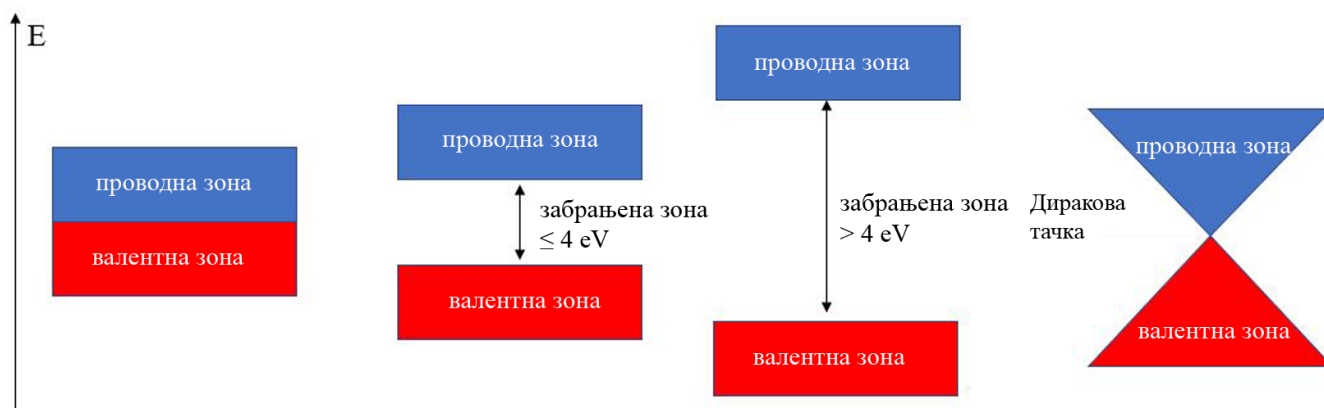 E
проводна зона
валентна зона
проводна зона
забрањена зона
≤ 4 eV
валентна зона
проводна зона
забрањена зона
> 4 eV
валентна зона
Диракова
тачка
проводна зона
валентна зона